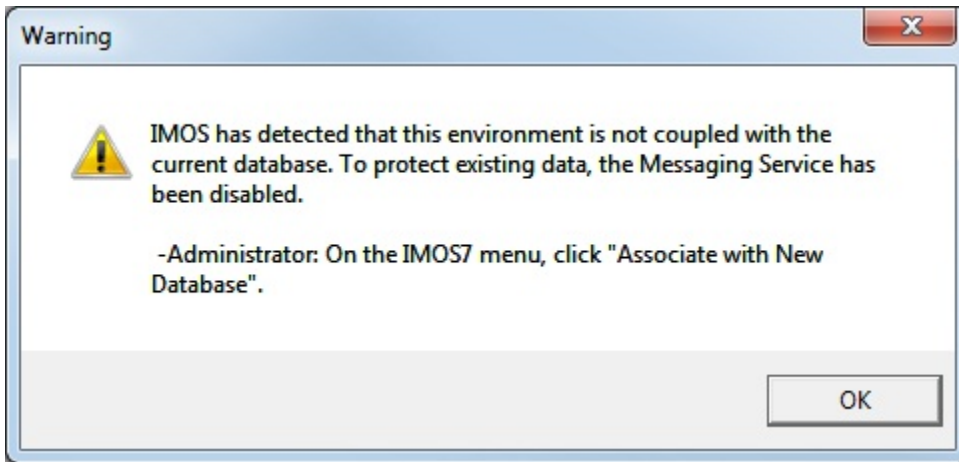 Warning
IMOS has detected that this environment is not coupled with the
current database. To protect existing data, the Messaging Service has
been disabled.
-Administrator: On the IMOS7 menu, click "Associate with New
Database".
OK